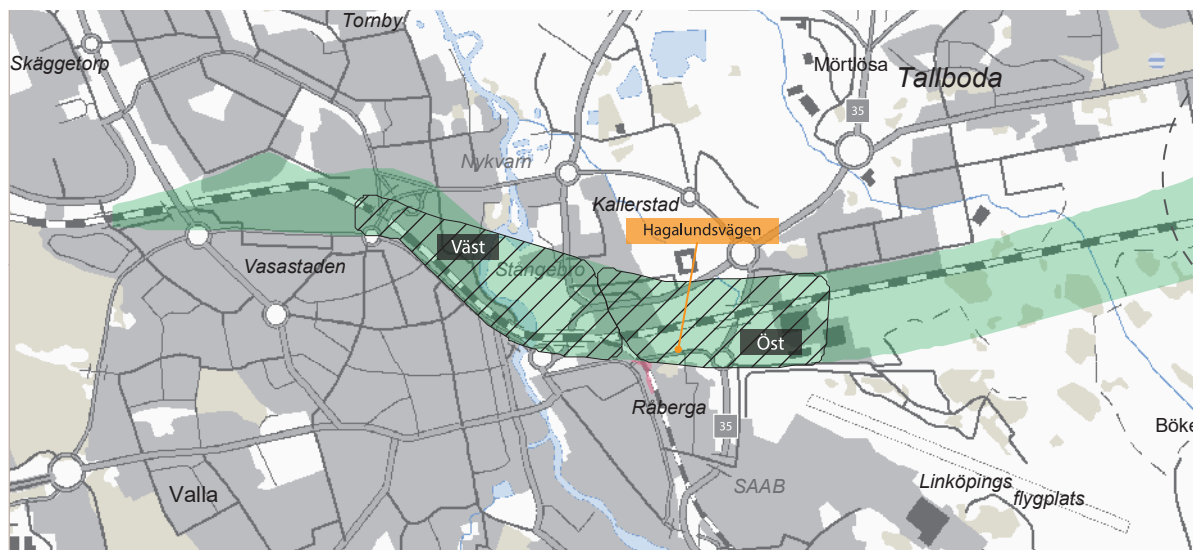 Tornby
Skäggetorp
Mörtlösa
Tallboda
35
Nykvarn
Kallerstad
Hagalundsvägen
Väst
Vasastaden
Stångebro
Öst
Råberga
35
Böke
SAAB
Linköpings
flygplats
Valla